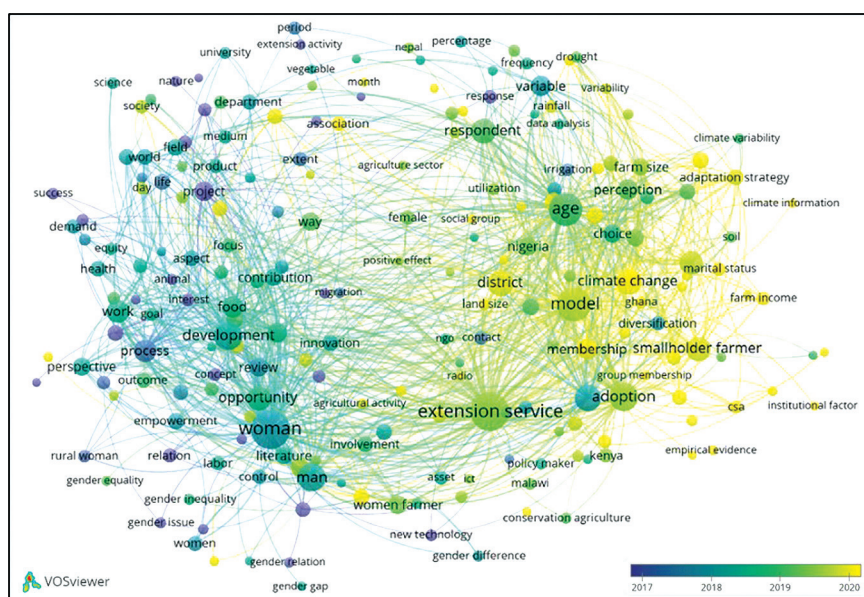 period
extension activity
university
nepal
percentage
drought
frequency
vegetable
science
nature
month
variable
variability
response
society
department
rainfall
association
respondent
data analysis
medium
climate variability
field
world
product
extent
irrigation
farm size
agriculture sector
adaptation strategy
day
life
success
project
utilization
perception
climate information
age
demand
way
female
social group
choice
equity
focus
nigeria
soil
aspect
positive effect
health
marital status
contribution
climate change
animal
district
migration
interest
land size
ghana
farm income
work
goal
food
model
diversification
development
innovation
ngo
contact
process
membership
smallholder farmer
perspective
concept
review
radio
group membership
outcome
opportunity
agricultural activity
adoption
extension service
csa
institutional factor
empowerment
woman
involvement
literature
kenya
empirical evidence
rural woman
relation
labor
policy maker
control
man
asset
ict
gender equality
malawi
gender inequality
women farmer
conservation agriculture
gender issue
new technology
women
gender relation
gender difference
gender gap
VOSviewer
2017
2018
2019
2020